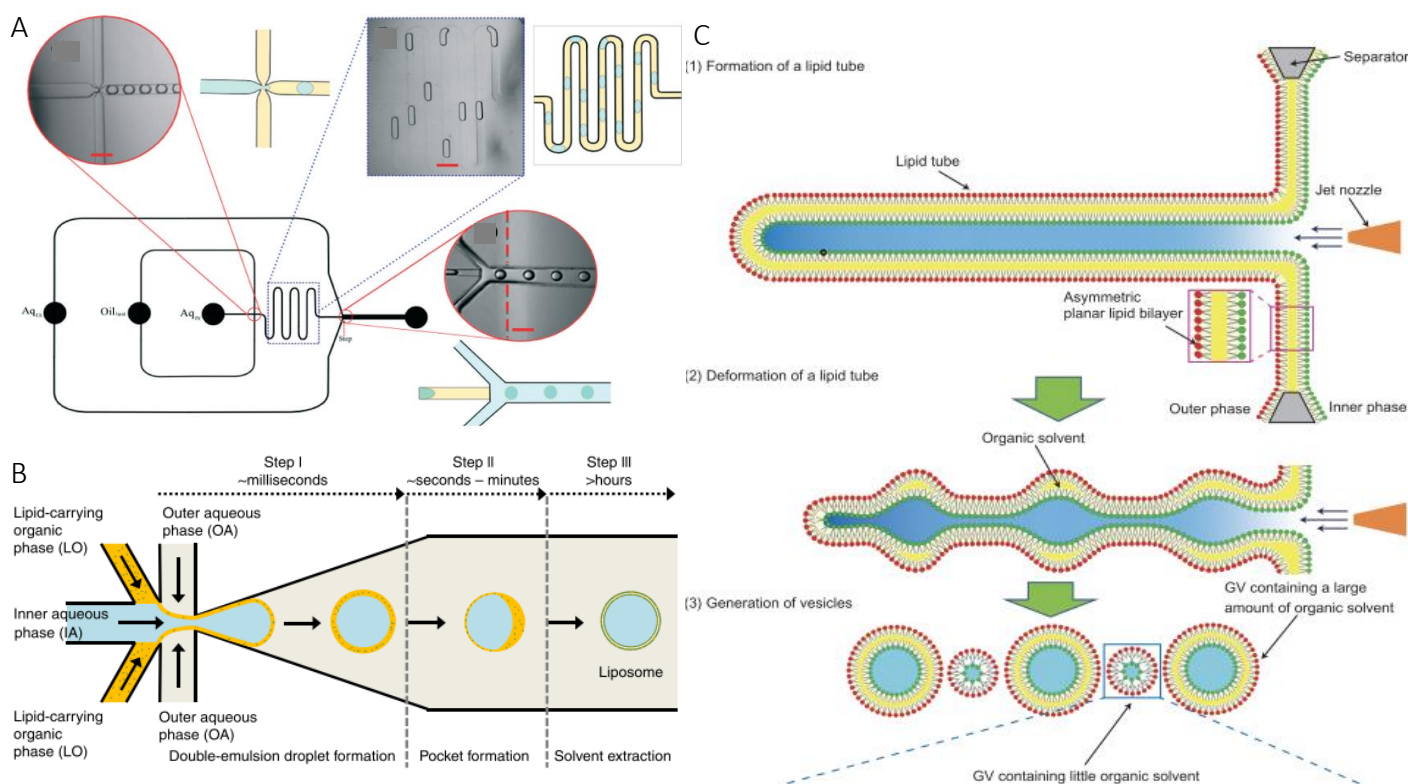 A
Aq_Ex
Oil_Inst
Aq_IN
Step
B
Step I
~milliseconds
Step II
~seconds – minutes
Step III
>hours
Lipid-carrying
organic
phase (LO)
Outer aqueous
phase (OA)
Inner aqueous
phase (IA)
Liposome
Lipid-carrying
organic
phase (LO)
Outer aqueous
phase (OA)
Double-emulsion droplet formation
Pocket formation
Solvent extraction
C
(1) Formation of a lipid tube
Separator
Lipid tube
Jet nozzle
Asymmetric
planar lipid bilayer
(2) Deformation of a lipid tube
Outer phase
Inner phase
Organic solvent
(3) Generation of vesicles
GV containing a large
amount of organic solvent
GV containing little organic solvent